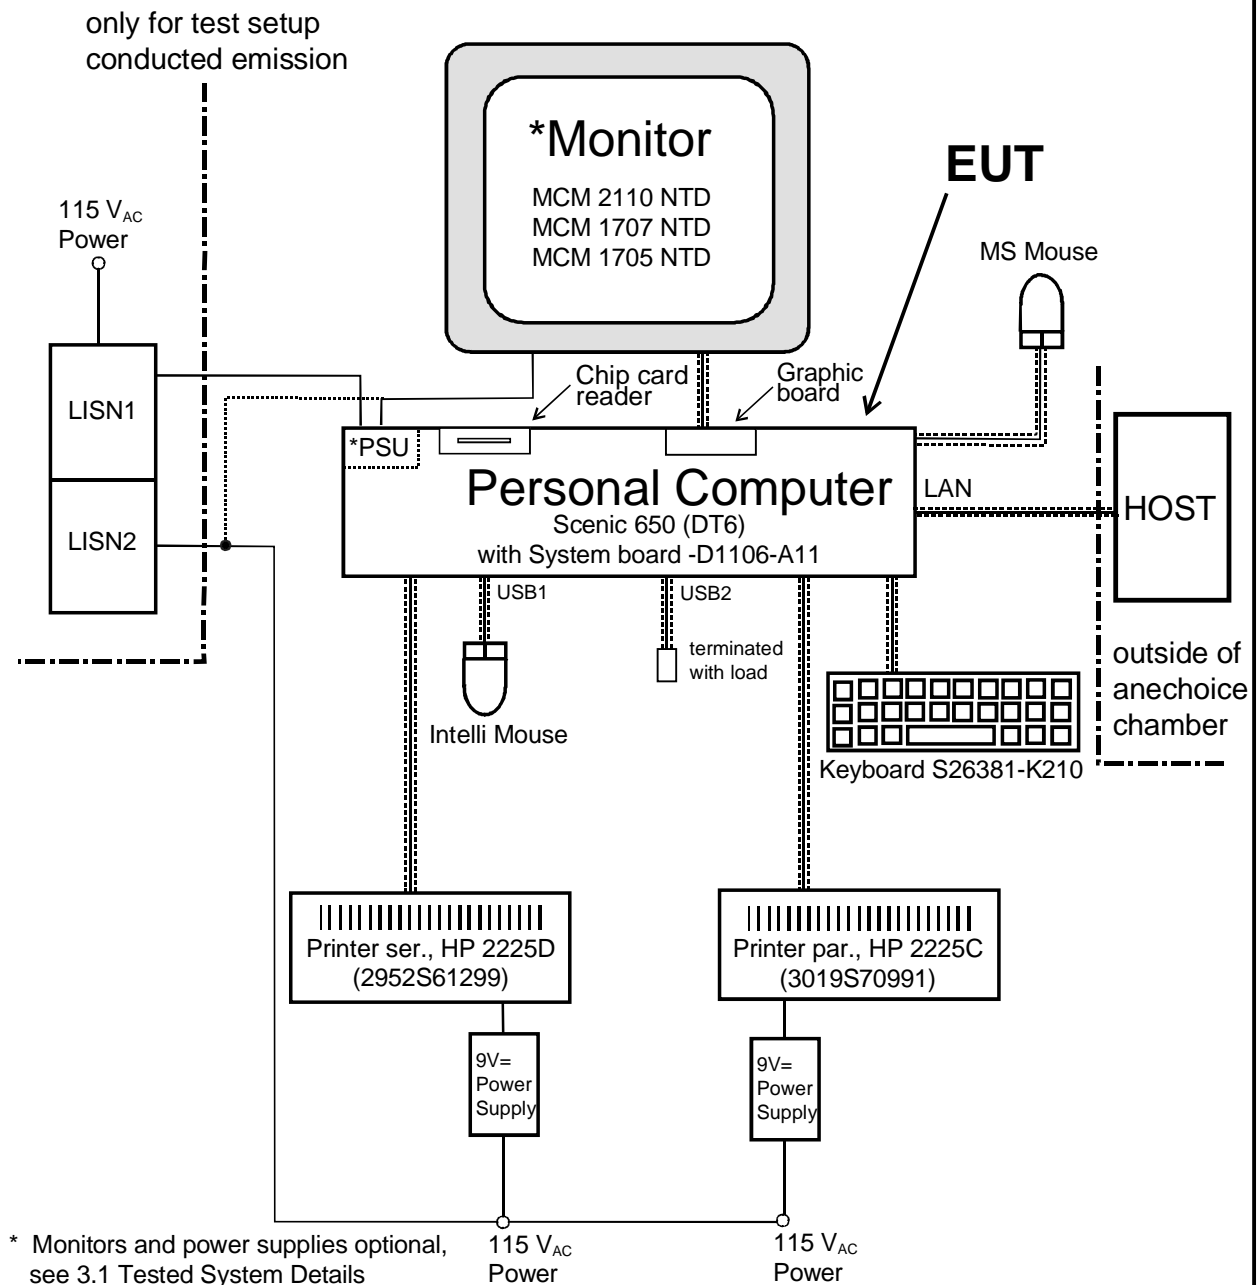 only for test setup
conducted emission
*Monitor
MCM 2110 NTD
MCM 1707 NTD
MCM 1705 NTD
EUT
115 VAC
Power
MS Mouse
LISN1
LISN2
Chip card
reader
Graphic
board
*PSU
Personal Computer
Scenic 650 (DT6)
with System board -D1106-A11
LAN
HOST
USB1
USB2
terminated
with load
Intelli Mouse
outside of
anechoice
chamber
Keyboard S26381-K210
Printer ser., HP 2225D
(2952S61299)
Printer par., HP 2225C
(3019S70991)
9V=
Power
Supply
9V=
Power
Supply
* Monitors and power supplies optional,
see 3.1 Tested System Details
115 VAC
Power
115 VAC
Power